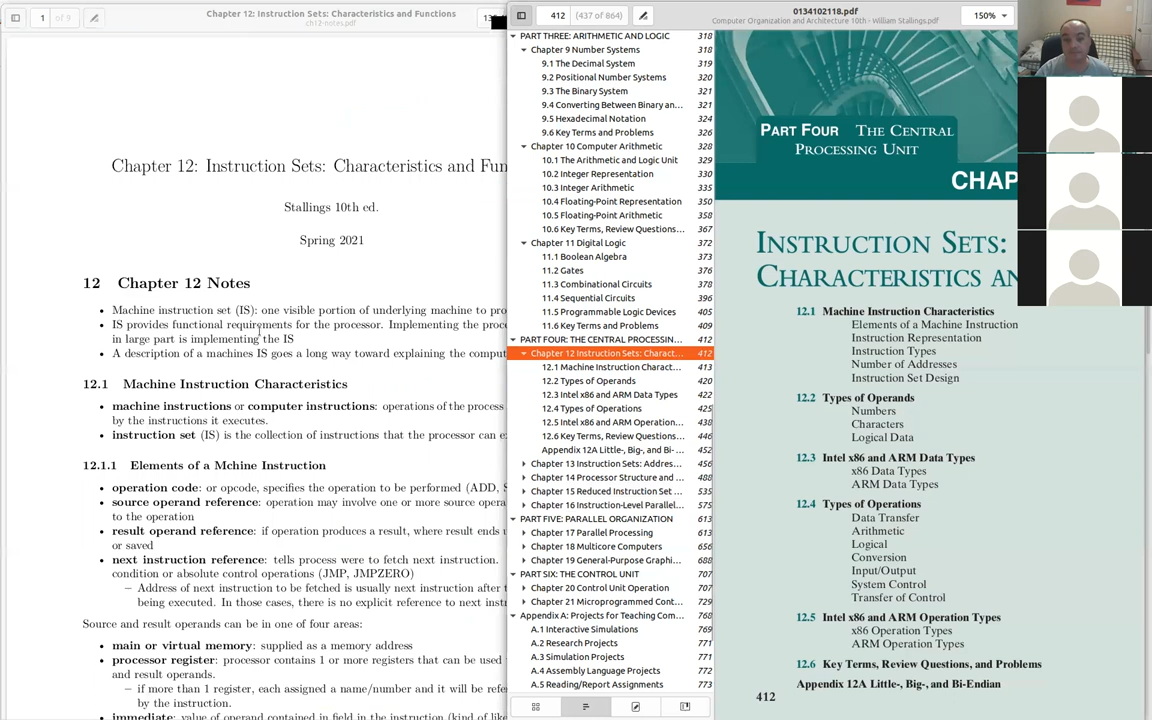 1 of 9
Chapter 12: Instruction Sets: Characteristics and Functions
ch12-notes.pdf
Chapter 12: Instruction Sets: Characteristics and Fun
Stallings 10th ed.
Spring 2021
12 Chapter 12 Notes
• Machine instruction set (IS): one visible portion of underlying machine to pro
• IS provides functional requirements for the processor. Implementing the proce
in large part is implementing the IS
• A description of a machines IS goes a long way toward explaining the comput
12.1 Machine Instruction Characteristics
• machine instructions or computer instructions: operations of the process
by the instructions it executes.
• instruction set (IS) is the collection of instructions that the processor can ex
12.1.1 Elements of a Mchine Instruction
• operation code: or opcode, specifies the operation to be performed (ADD, S
• source operand reference: operation may involve one or more source opera
to the operation
• result operand reference: if operation produces a result, where result ends u
or saved
• next instruction reference: tells process were to fetch next instruction.
condition or absolute control operations (JMP, JMPZERO)
– Address of next instruction to be fetched is usually next instruction after t
being executed. In those cases, there is no explicit reference to next instr
Source and result operands can be in one of four areas:
• main or virtual memory: supplied as a memory address
• processor register: processor contains 1 or more registers that can be used
and result operands.
– if more than 1 register, each assigned a name/number and it will be refe
by the instruction.
• immediate: value of operand contained in field in the instruction (kind of like
412 (437 of 864)
0134102118.pdf
Computer Organization and Architecture 10th - William Stallings.pdf
150%
PART THREE: ARITHMETIC AND LOGIC 318
Chapter 9 Number Systems 318
9.1 The Decimal System 319
9.2 Positional Number Systems 320
9.3 The Binary System 321
9.4 Converting Between Binary an... 321
9.5 Hexadecimal Notation 324
9.6 Key Terms and Problems 326
Chapter 10 Computer Arithmetic 328
10.1 The Arithmetic and Logic Unit 329
10.2 Integer Representation 330
10.3 Integer Arithmetic 335
10.4 Floating-Point Representation 350
10.5 Floating-Point Arithmetic 358
10.6 Key Terms, Review Questions... 367
Chapter 11 Digital Logic 372
11.1 Boolean Algebra 373
11.2 Gates 376
11.3 Combinational Circuits 378
11.4 Sequential Circuits 396
11.5 Programmable Logic Devices 405
11.6 Key Terms and Problems 409
PART FOUR: THE CENTRAL PROCESSIN... 412
Chapter 12 Instruction Sets: Charact... 412
12.1 Machine Instruction Charact... 413
12.2 Types of Operands 420
12.3 Intel x86 and ARM Data Types 422
12.4 Types of Operations 425
12.5 Intel x86 and ARM Operation... 438
12.6 Key Terms, Review Questions... 446
Appendix 12A Little-, Big-, and Bi-... 452
Chapter 13 Instruction Sets: Addres... 456
Chapter 14 Processor Structure and ... 488
Chapter 15 Reduced Instruction Set ... 535
Chapter 16 Instruction-Level Parallel... 575
PART FIVE: PARALLEL ORGANIZATION 613
Chapter 17 Parallel Processing 613
Chapter 18 Multicore Computers 656
Chapter 19 General-Purpose Graphi... 688
PART SIX: THE CONTROL UNIT 707
Chapter 20 Control Unit Operation 707
Chapter 21 Microprogrammed Cont... 729
Appendix A: Projects for Teaching Com... 768
A.1 Interactive Simulations 769
A.2 Research Projects 771
A.3 Simulation Projects 771
A.4 Assembly Language Projects 772
A.5 Reading/Report Assignments 773
PART FOUR THE CENTRAL
PROCESSING UNIT
CHAP
INSTRUCTION SETS:
CHARACTERISTICS AN
12.1 Machine Instruction Characteristics
Elements of a Machine Instruction
Instruction Representation
Instruction Types
Number of Addresses
Instruction Set Design
12.2 Types of Operands
Numbers
Characters
Logical Data
12.3 Intel x86 and ARM Data Types
x86 Data Types
ARM Data Types
12.4 Types of Operations
Data Transfer
Arithmetic
Logical
Conversion
Input/Output
System Control
Transfer of Control
12.5 Intel x86 and ARM Operation Types
x86 Operation Types
ARM Operation Types
12.6 Key Terms, Review Questions, and Problems
Appendix 12A Little-, Big-, and Bi-Endian
412